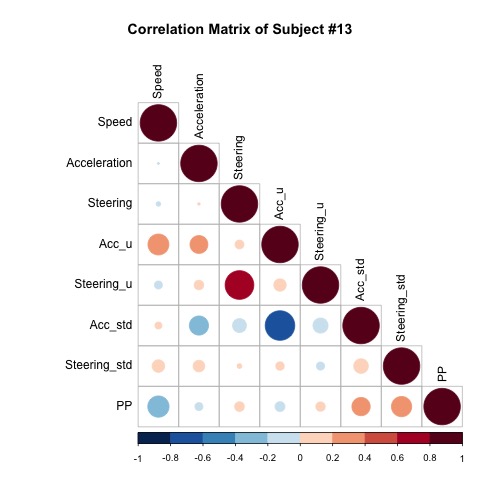 Correlation Matrix of Subject #13
Speed
Acceleration
Steering
Acc_u
Steering_u
Acc_std
Steering_std
PP
Speed
Acceleration
Steering
Acc_u
Steering_u
Acc_std
Steering_std
PP
-1 -0.8 -0.6 -0.4 -0.2 0 0.2 0.4 0.6 0.8 1